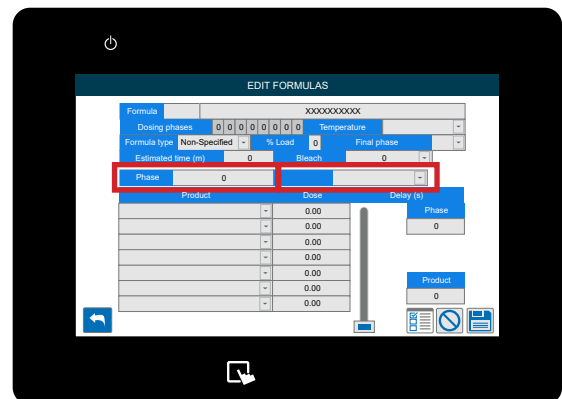 EDIT FORMULAS
Formula XXXXXXXXXX
Dosing phases 0 0 0 0 0 0 0 0 Temperature
Formula type Non-Specified % Load 0 Final phase
Estimated time (m) 0 Bleach 0
Phase 0
Product Dose Delay (s)
0.00 Phase
0.00 0
0.00
0.00
0.00 Product
0.00 0
0.00